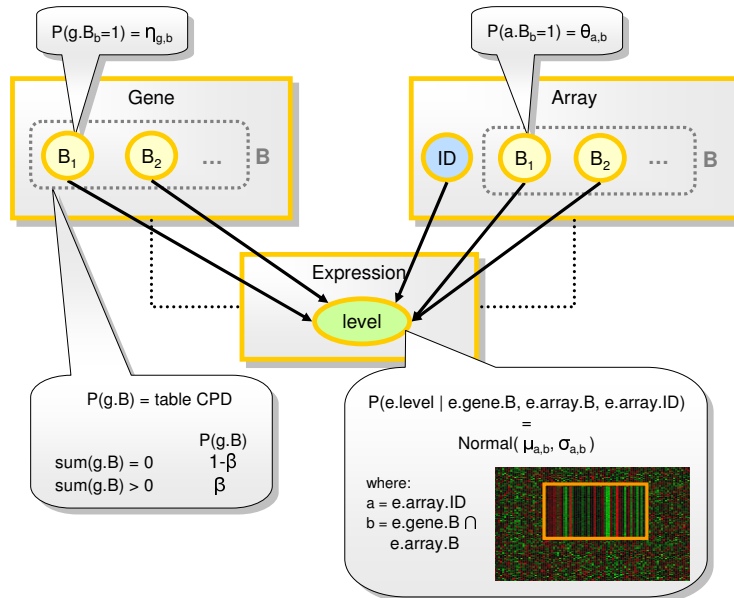 P(g.B_b=1) = η_g,b
P(a.B_b=1) = θ_a,b
Gene
Array
B_1
B_2
...
B
ID
B_1
B_2
...
B
Expression
level
P(g.B) = table CPD
P(g.B)
sum(g.B) = 0 1-β
sum(g.B) > 0 β
P(e.level | e.gene.B, e.array.B, e.array.ID)
=
Normal( μ_a,b, σ_a,b )
where:
a = e.array.ID
b = e.gene.B ∩
e.array.B